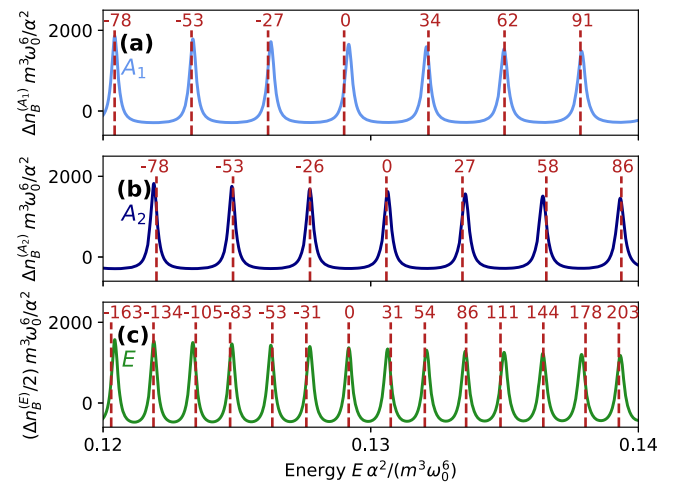 -78 -53 -27 0 34 62 91
2000
(a)
A₁
0
Δn_B^(A₁) m³ω₀⁶/α²
-78 -53 -26 0 27 58 86
2000
(b)
A₂
0
Δn_B^(A₂) m³ω₀⁶/α²
-163 -134 -105 -83 -53 -31 0 31 54 86 111 144 178 203
2000
(c)
E
0
(Δn_B^(E)/2) m³ω₀⁶/α²
0.12 0.13 0.14
Energy E α²/(m³ω₀⁶)